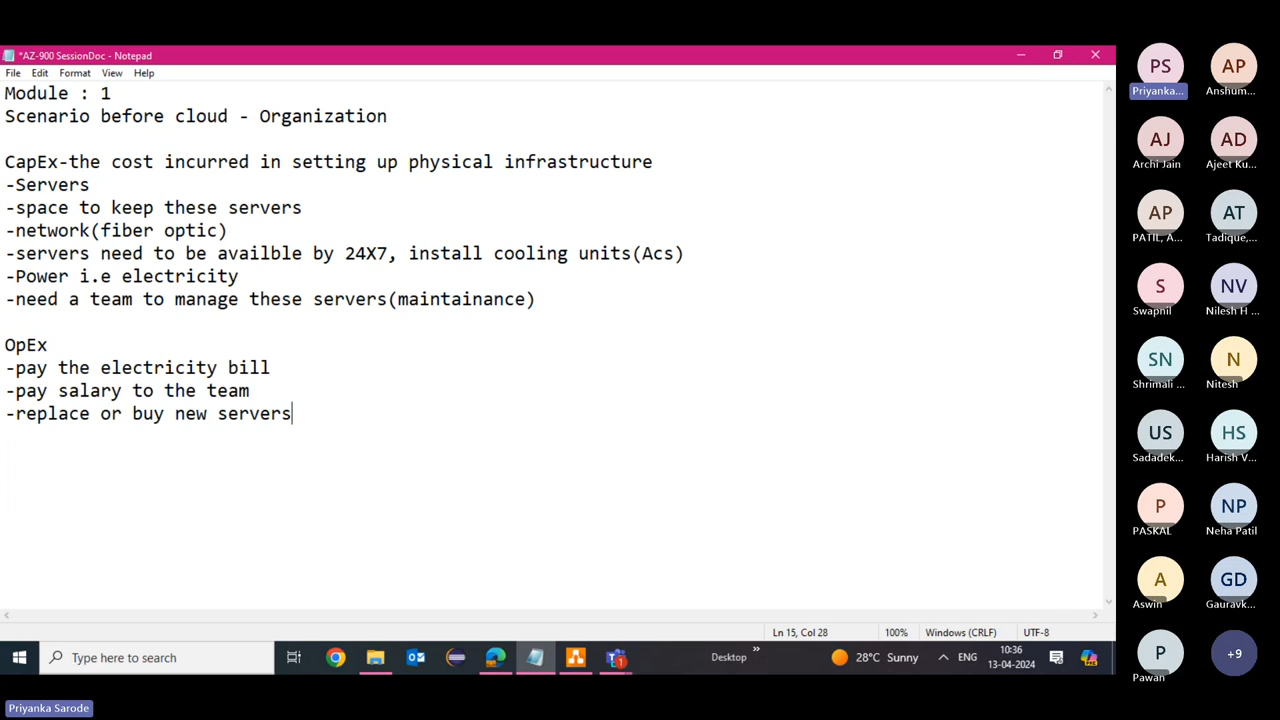 *AZ-900 SessionDoc - Notepad
File Edit Format View Help
Module : 1
Scenario before cloud - Organization
CapEx-the cost incurred in setting up physical infrastructure
-Servers
-space to keep these servers
-network(fiber optic)
-servers need to be availble by 24X7, install cooling units(Acs)
-Power i.e electricity
-need a team to manage these servers(maintainance)
OpEx
-pay the electricity bill
-pay salary to the team
-replace or buy new servers
Ln 15, Col 28 100% Windows (CRLF) UTF-8
Type here to search 1 Desktop » 28°C Sunny ENG 10:36
13-04-2024
PS AP
Priyanka... Anshum...
AJ AD
Archi Jain Ajeet Ku...
AP AT
PATIL, A... Tadique,...
S NV
Swapnil Nilesh H ...
SN N
Shrimali ... Nitesh
US HS
Sadadek... Harish V...
P NP
PASKAL Neha Patil
A GD
Aswin Gauravk...
P +9
Pawan
Priyanka Sarode